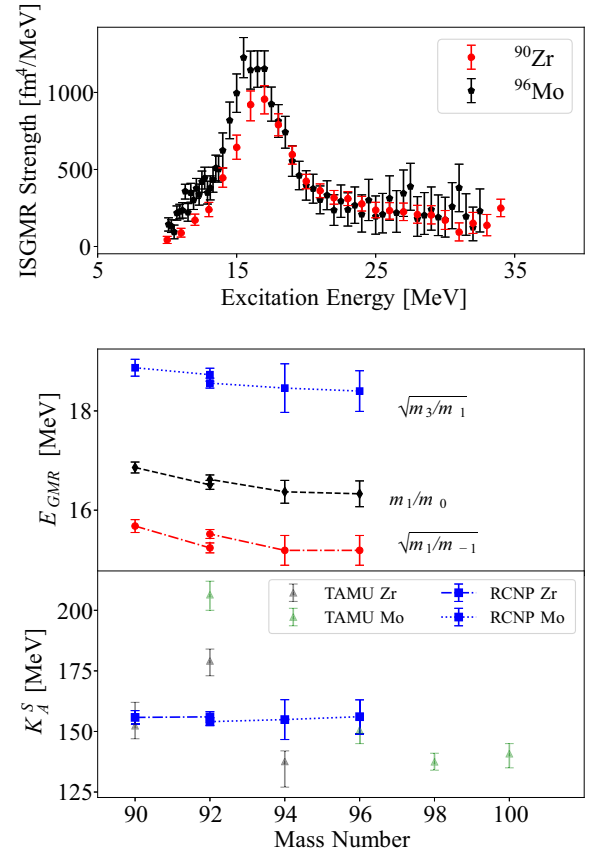 ISGMR Strength [fm⁴/MeV]
1000
500
0
⁹⁰Zr
⁹⁶Mo
5
15
25
35
Excitation Energy [MeV]
E_GMR [MeV]
18
16
√m₃/m₁
m₁/m₀
√m₁/m₋₁
K_A^S [MeV]
200
175
150
125
TAMU Zr
TAMU Mo
RCNP Zr
RCNP Mo
90 92 94 96 98 100
Mass Number